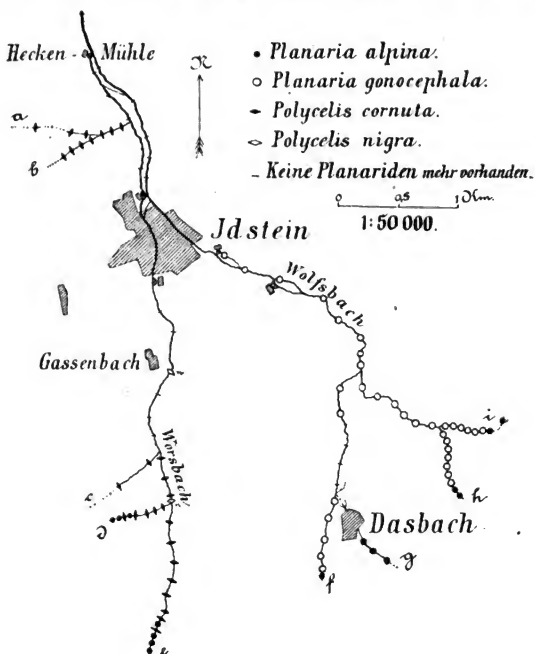 Hecken - Mühle
N
Planaria alpina.
Planaria gonocephala.
Polycelis cornuta.
Polycelis nigra.
Keine Planariden mehr vorhanden.
0 0,5 1 Km.
1:50 000.
a
b
Jdstein
Wolfsbach
Gassenbach
Worsbach
c
d
e
f
g
h
i
Dasbach